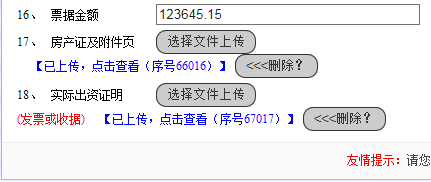 16、 票据金额 123645.15
17、 房产证及附件页 选择文件上传
【已上传，点击查看（序号66016）】 <<<删除？
18、 实际出资证明 选择文件上传
(发票或收据) 【已上传，点击查看（序号67017）】 <<<删除？
友情提示：请您